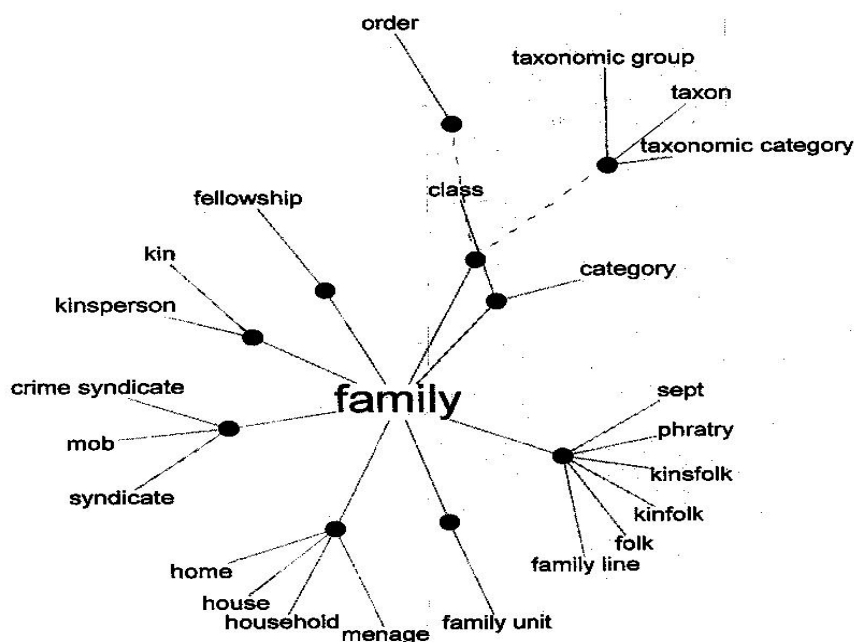 order
taxonomic group
taxon
taxonomic category
class
fellowship
kin
category
kinsperson
crime syndicate
family
sept
mob
phratry
kinsfolk
syndicate
kinfolk
folk
family line
home
house
household
menage
family unit